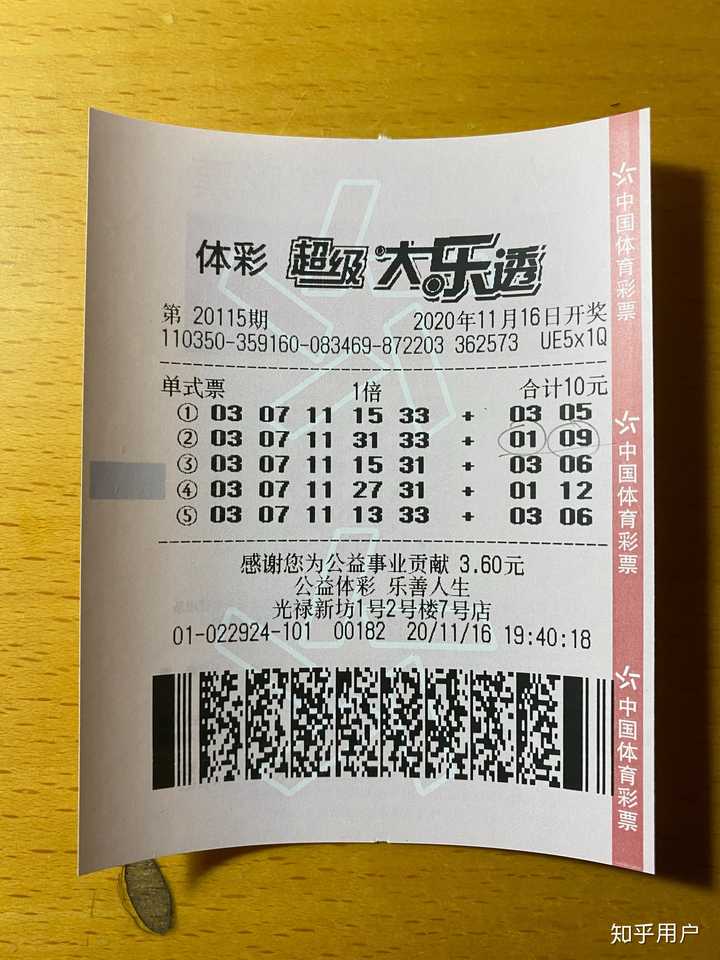 体彩 超级大乐透
第 20115期 2020年11月16日开奖
110350-359160-083469-872203 362573 UE5x1Q
单式票 1倍 合计10元
① 03 07 11 15 33 + 03 05
② 03 07 11 31 33 + 01 09
③ 03 07 11 15 31 + 03 06
④ 03 07 11 27 31 + 01 12
⑤ 03 07 11 13 33 + 03 06
感谢您为公益事业贡献 3.60元
公益体彩 乐善人生
光禄新坊1号2号楼7号店
01-022924-101 00182 20/11/16 19:40:18
中国体育彩票
中国体育彩票
中国体育彩票
知乎用户